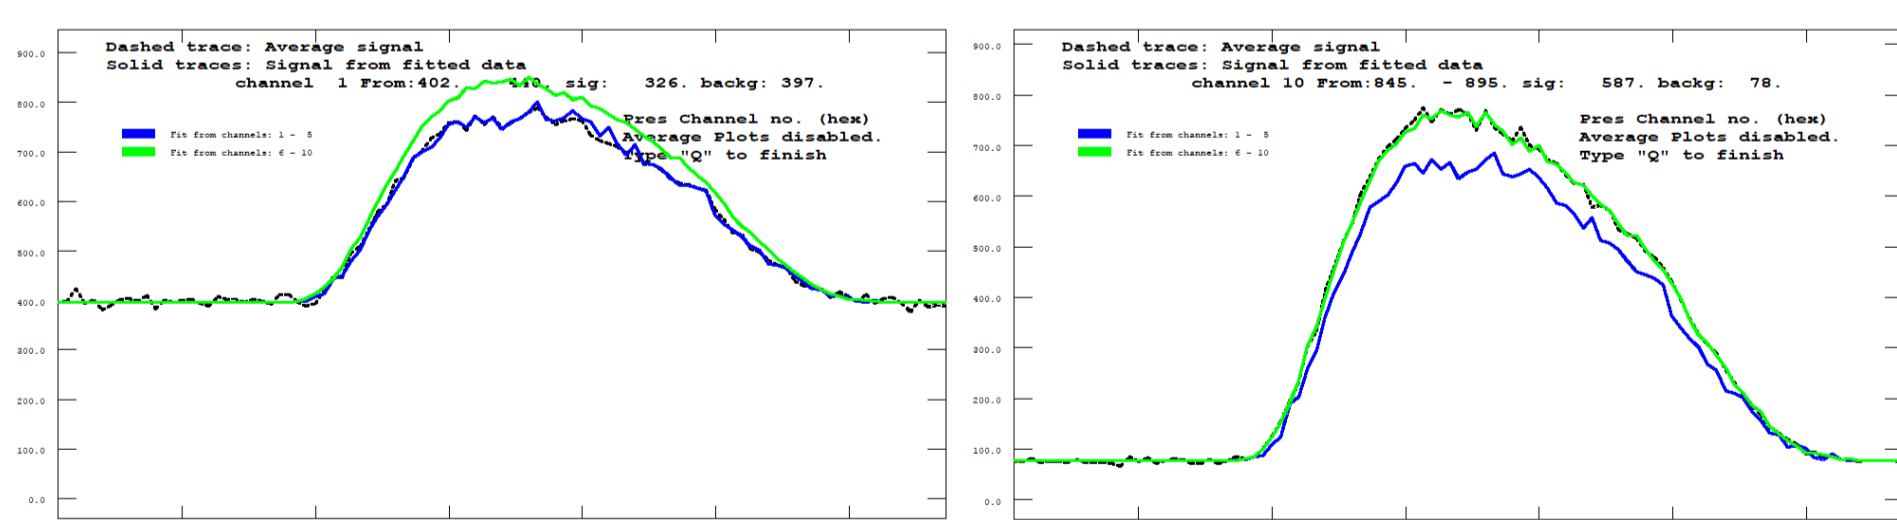 Dashed trace: Average signal
Solid traces: Signal from fitted data
channel 1 From:402. sig: 326. backg: 397.
Pres Channel no. (hex)
Average Plots disabled.
Type "Q" to finish
Fit from channels: 1 - 5
Fit from channels: 6 - 10
900.0
800.0
700.0
600.0
500.0
400.0
300.0
200.0
100.0
0.0
Dashed trace: Average signal
Solid traces: Signal from fitted data
channel 10 From:845. - 895. sig: 587. backg: 78.
Pres Channel no. (hex)
Average Plots disabled.
Type "Q" to finish
Fit from channels: 1 - 5
Fit from channels: 6 - 10
900.0
800.0
700.0
600.0
500.0
400.0
300.0
200.0
100.0
0.0